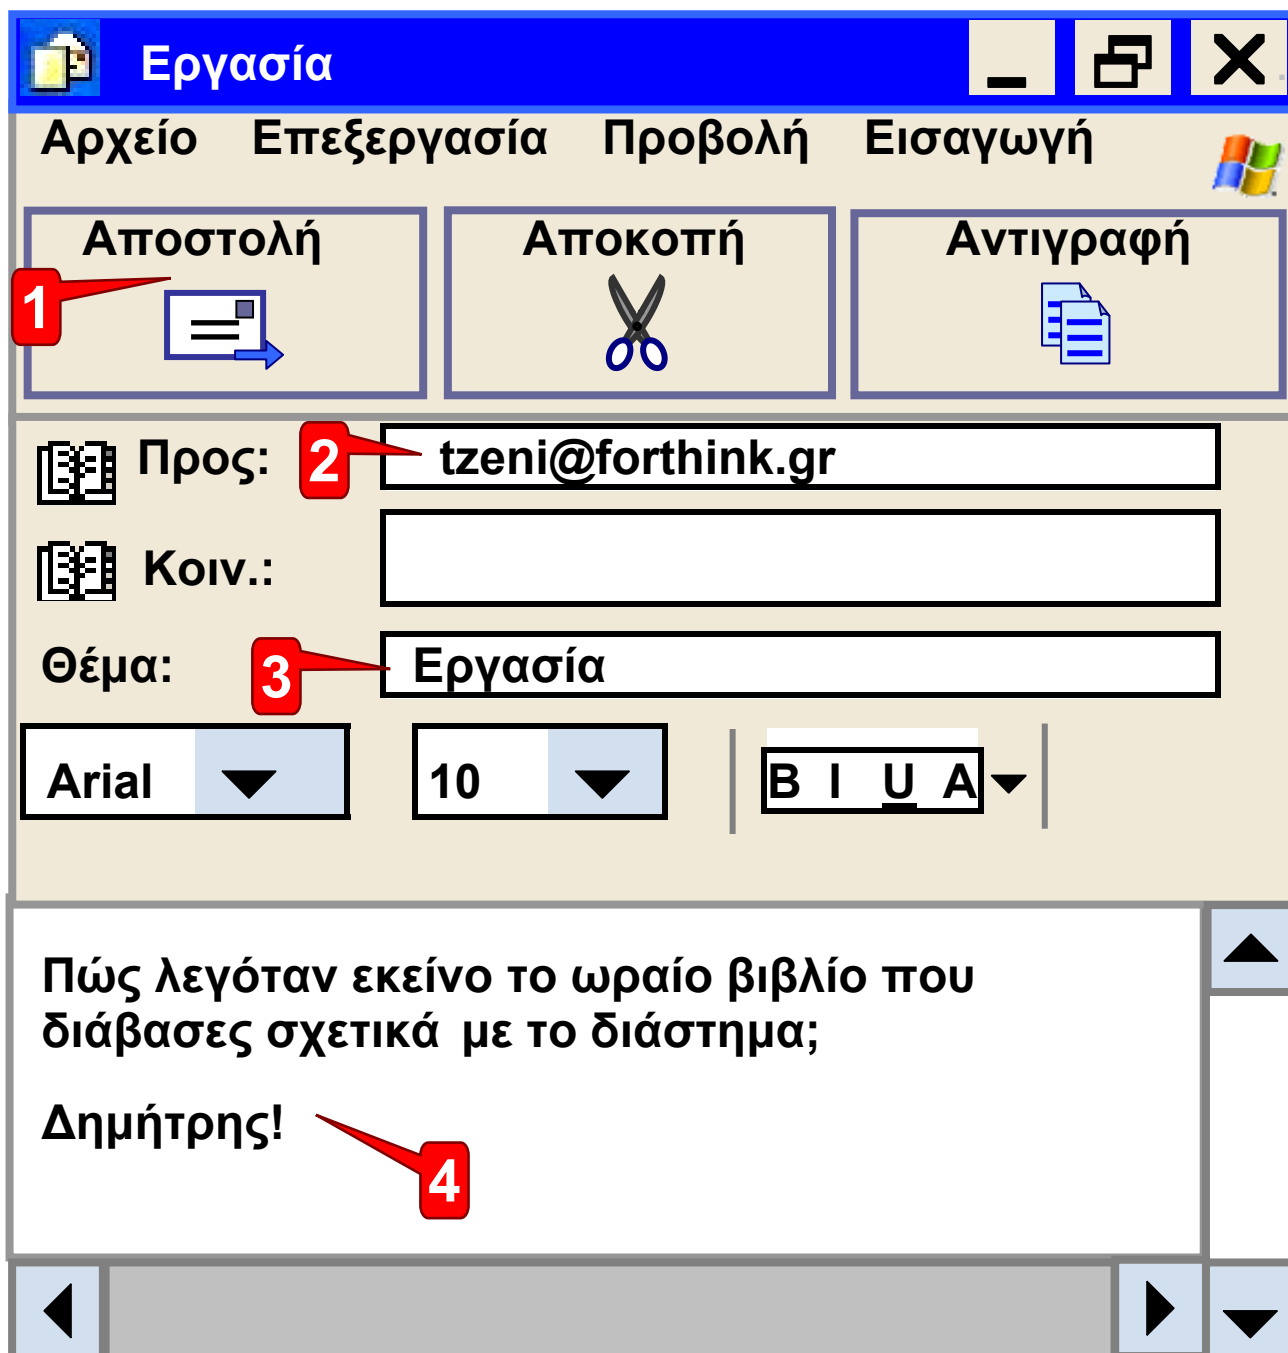 Εργασία
Αρχείο Επεξεργασία Προβολή Εισαγωγή
Αποστολή Αποκοπή Αντιγραφή
1
Προς: 2 tzeni@forthink.gr
Κοιν.:
Θέμα: 3 Εργασία
Arial 10 B I U A
Πώς λεγόταν εκείνο το ωραίο βιβλίο που
διάβασες σχετικά με το διάστημα;
Δημήτρης!
4